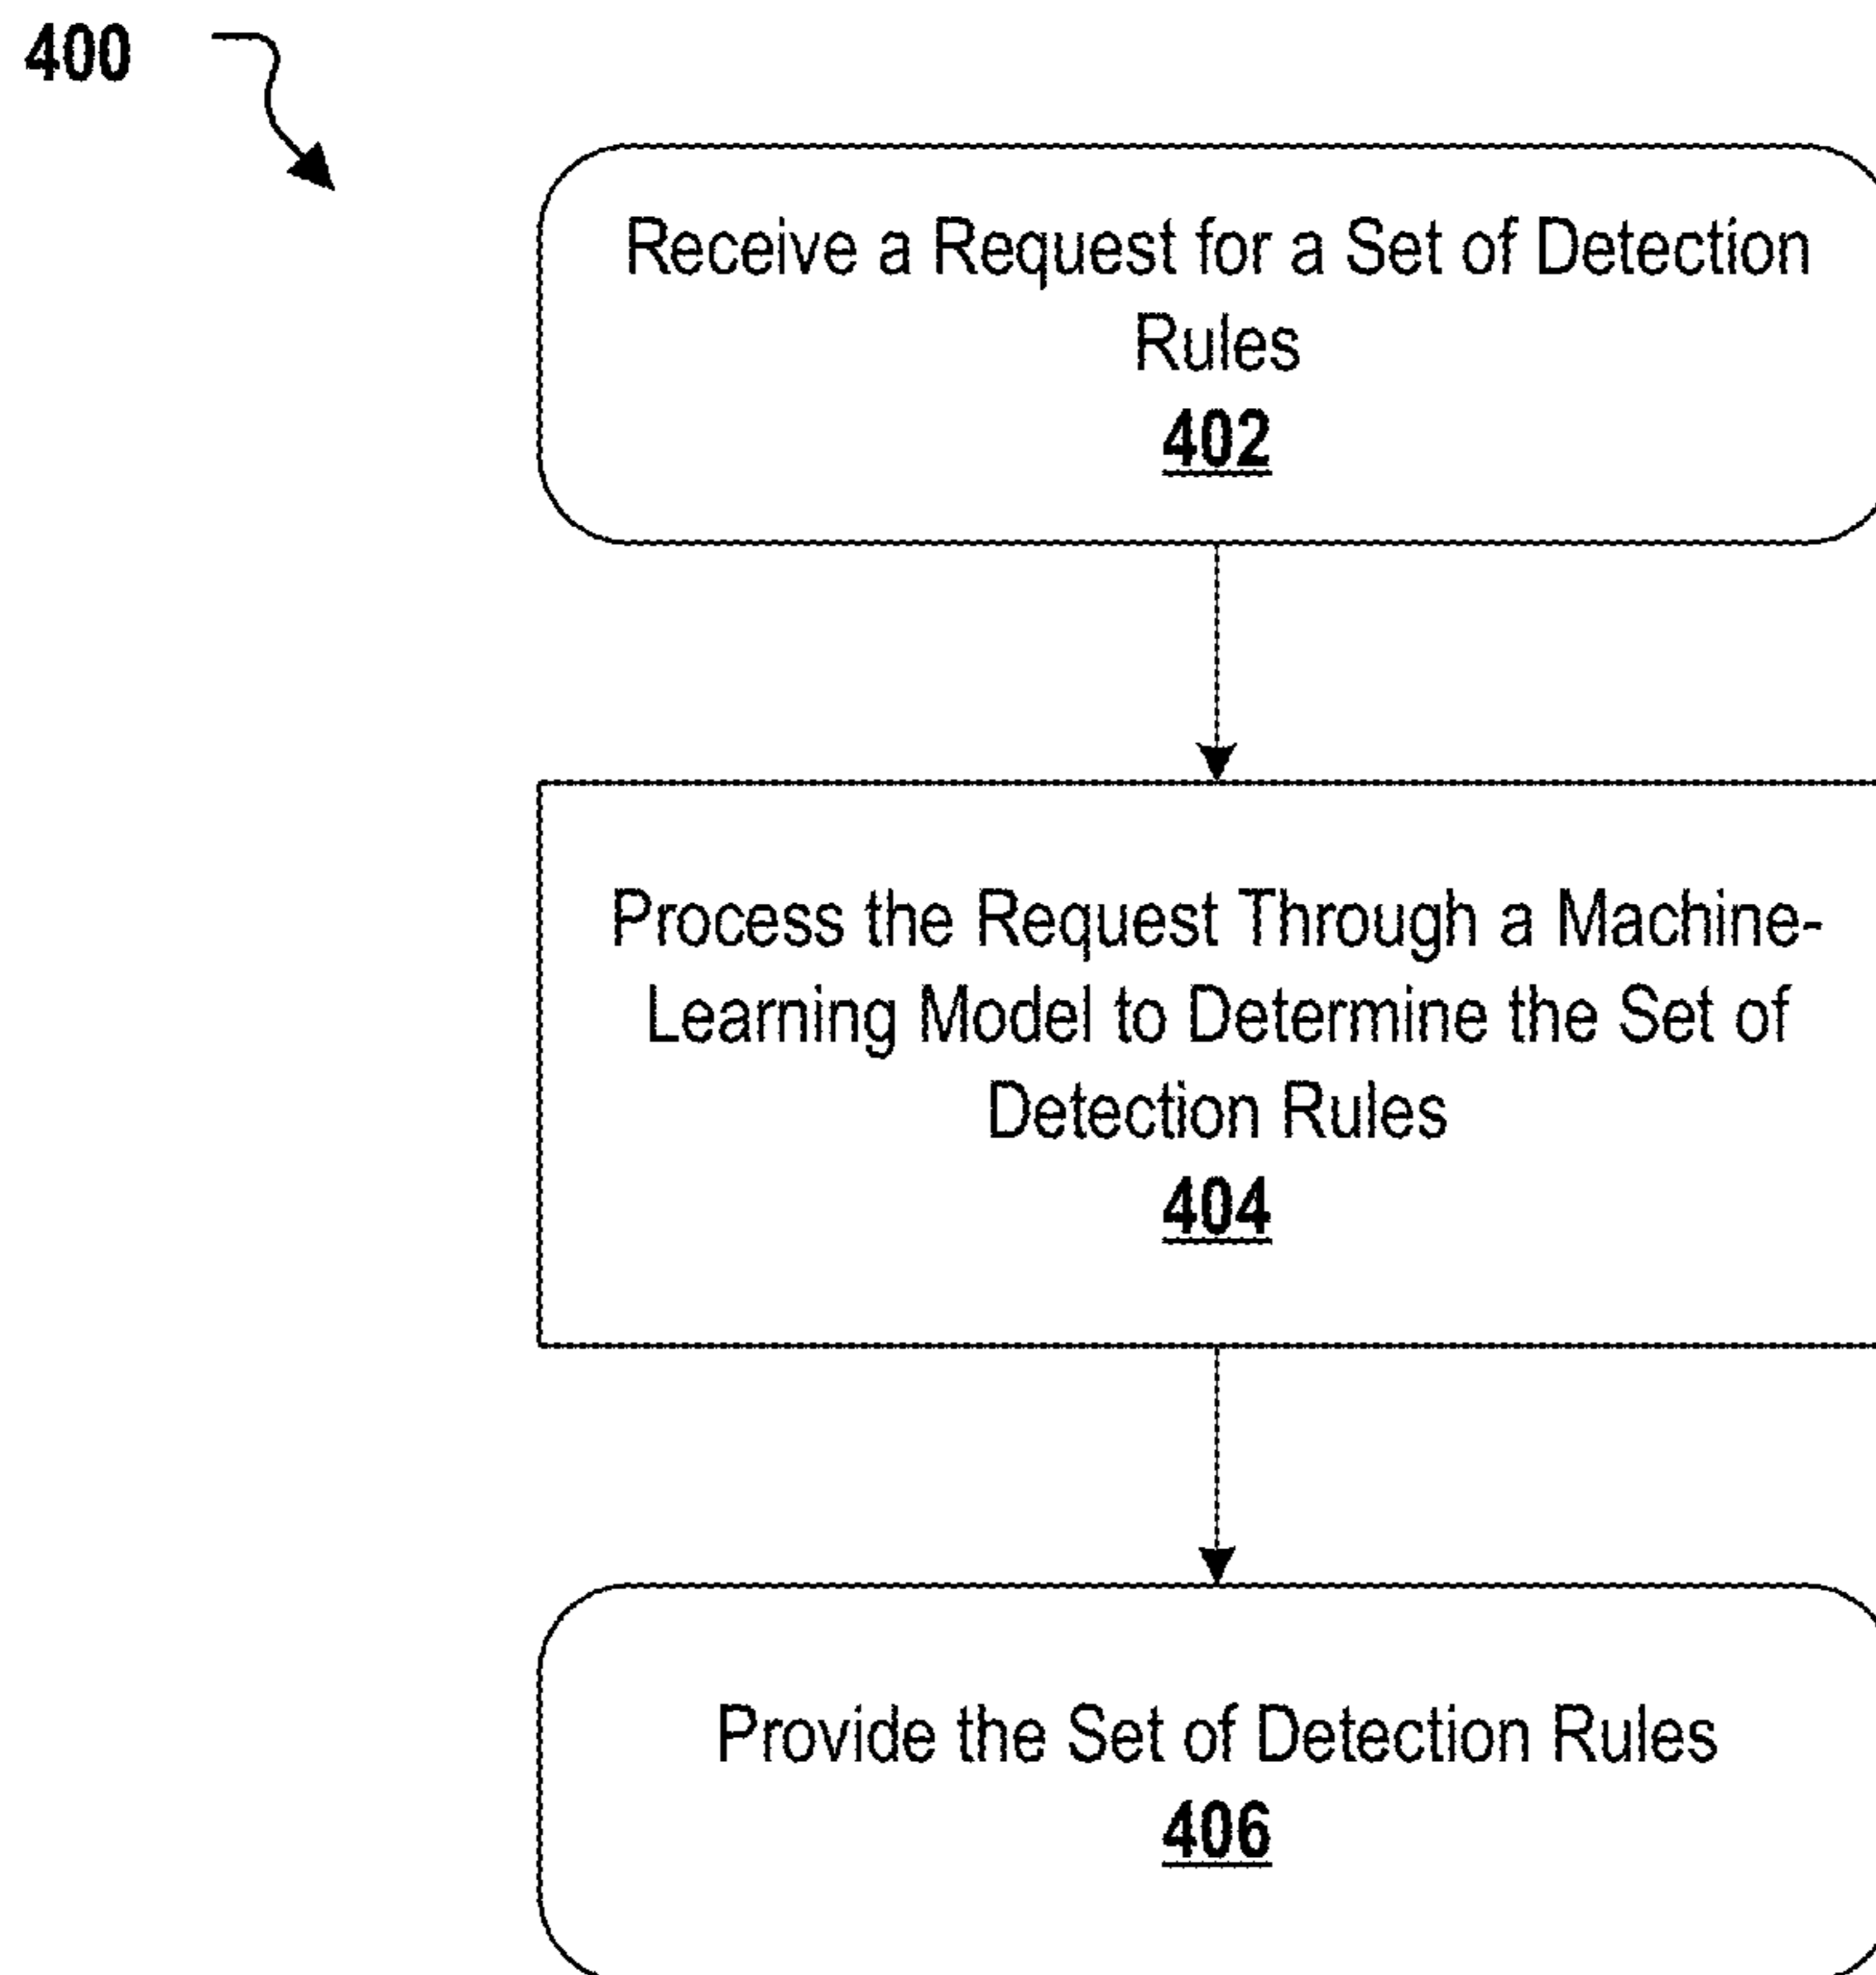 400
Receive a Request for a Set of Detection
Rules
402
Process the Request Through a Machine-
Learning Model to Determine the Set of
Detection Rules
404
Provide the Set of Detection Rules
406